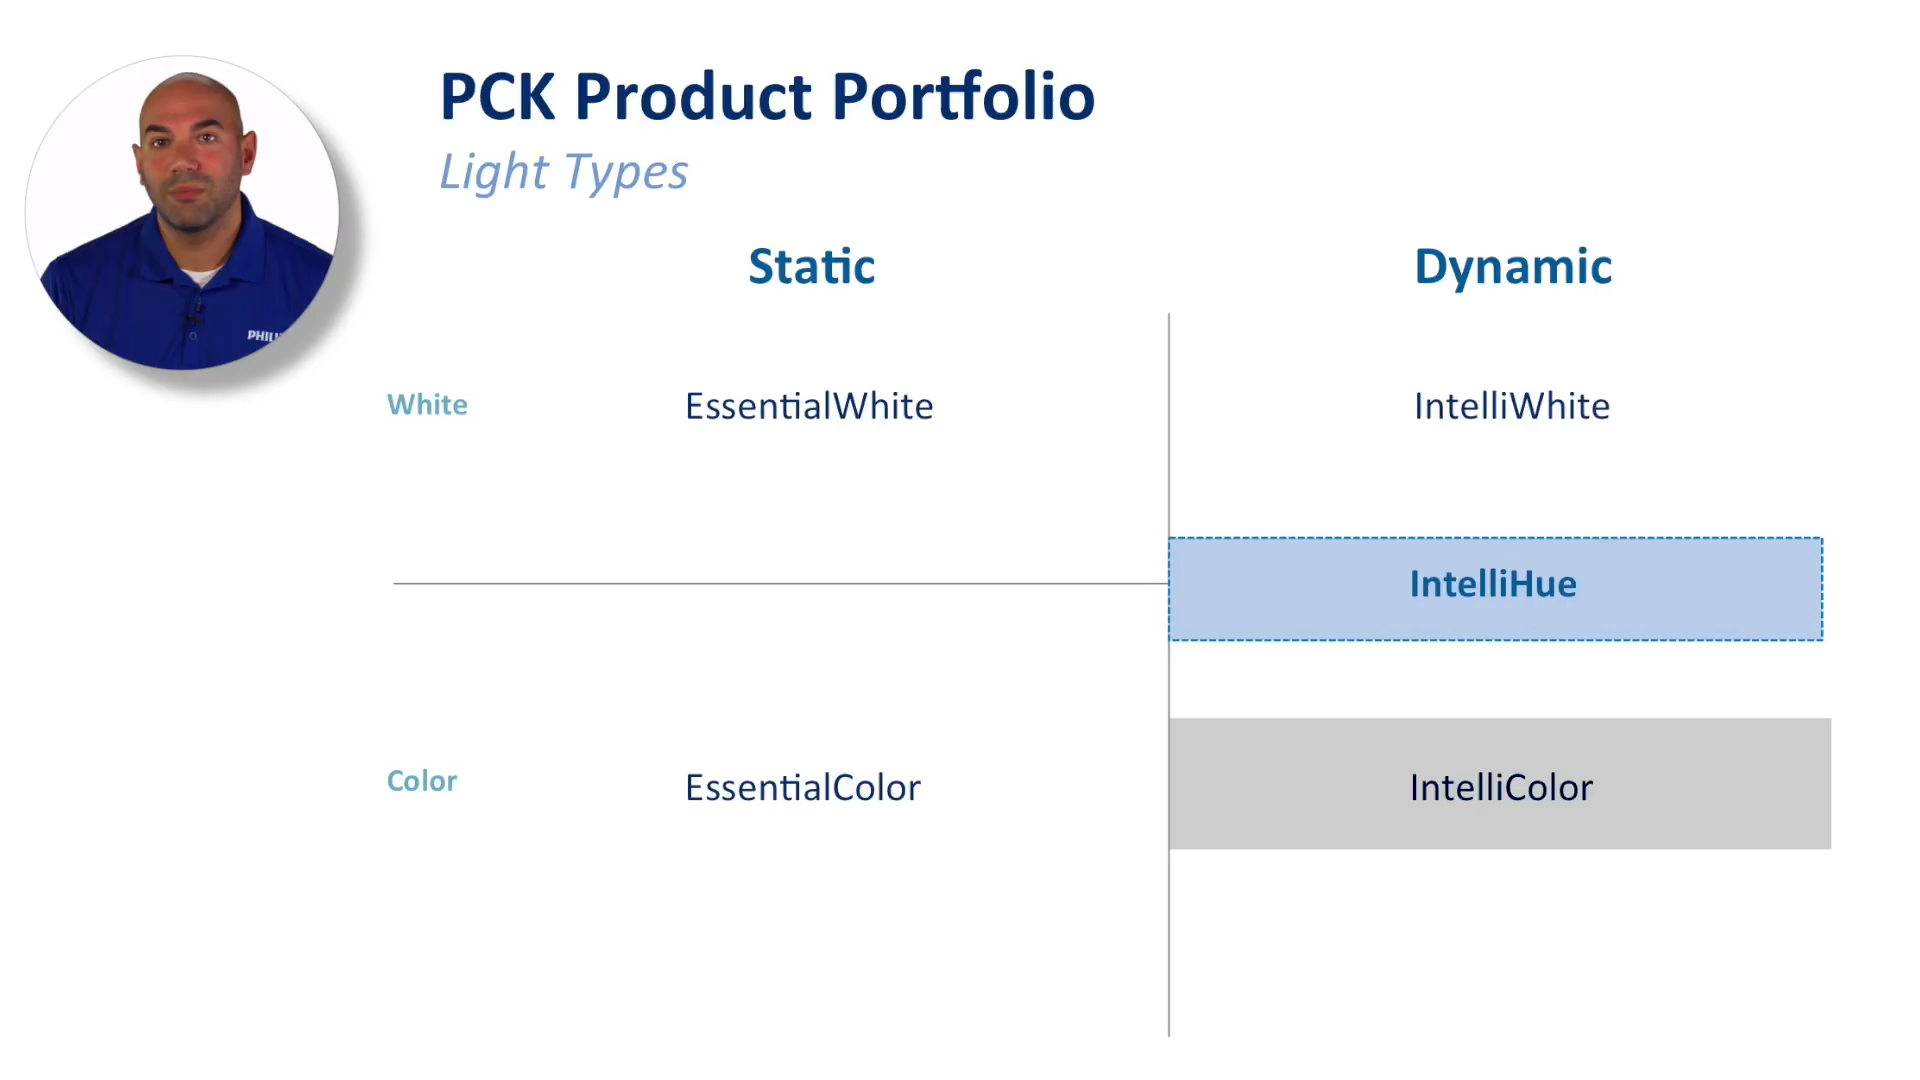 PCK Product Portfolio
Light Types
Static
Dynamic
White
EssentialWhite
IntelliWhite
IntelliHue
Color
EssentialColor
IntelliColor